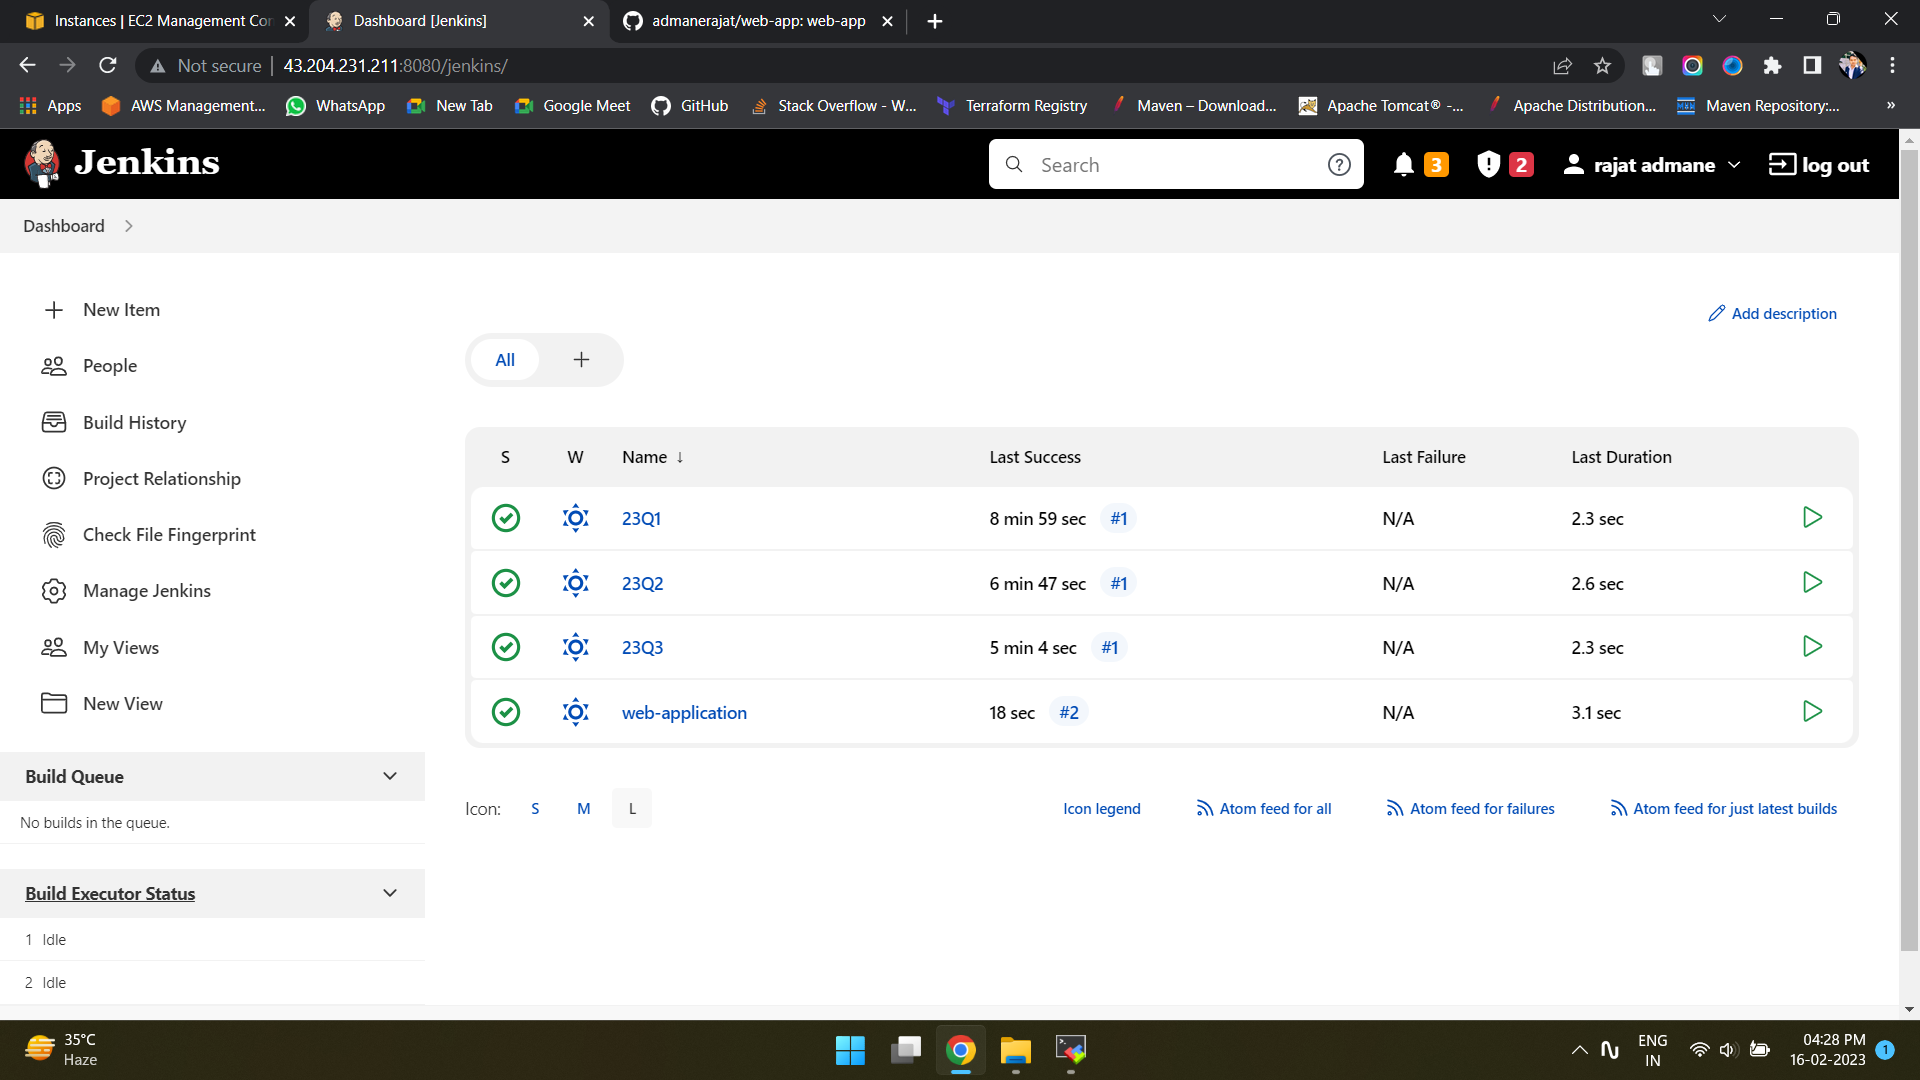 Instances | EC2 Management Con
Dashboard [Jenkins]
admanerajat/web-app: web-app
Not secure
43.204.231.211:8080/jenkins/
Apps
AWS Management...
WhatsApp
New Tab
Google Meet
GitHub
Stack Overflow - W...
Terraform Registry
Maven – Download...
Apache Tomcat® -...
Apache Distribution...
Maven Repository:...
»
Jenkins
Search
3
2
rajat admane
log out
Dashboard
New Item
People
Build History
Project Relationship
Check File Fingerprint
Manage Jenkins
My Views
New View
Build Queue
No builds in the queue.
Build Executor Status
1 Idle
2 Idle
Add description
All
S W Name ↓ Last Success Last Failure Last Duration
23Q1 8 min 59 sec #1 N/A 2.3 sec
23Q2 6 min 47 sec #1 N/A 2.6 sec
23Q3 5 min 4 sec #1 N/A 2.3 sec
web-application 18 sec #2 N/A 3.1 sec
Icon: S M L
Icon legend
Atom feed for all
Atom feed for failures
Atom feed for just latest builds
35°C
Haze
ENG
IN
04:28 PM
16-02-2023
1